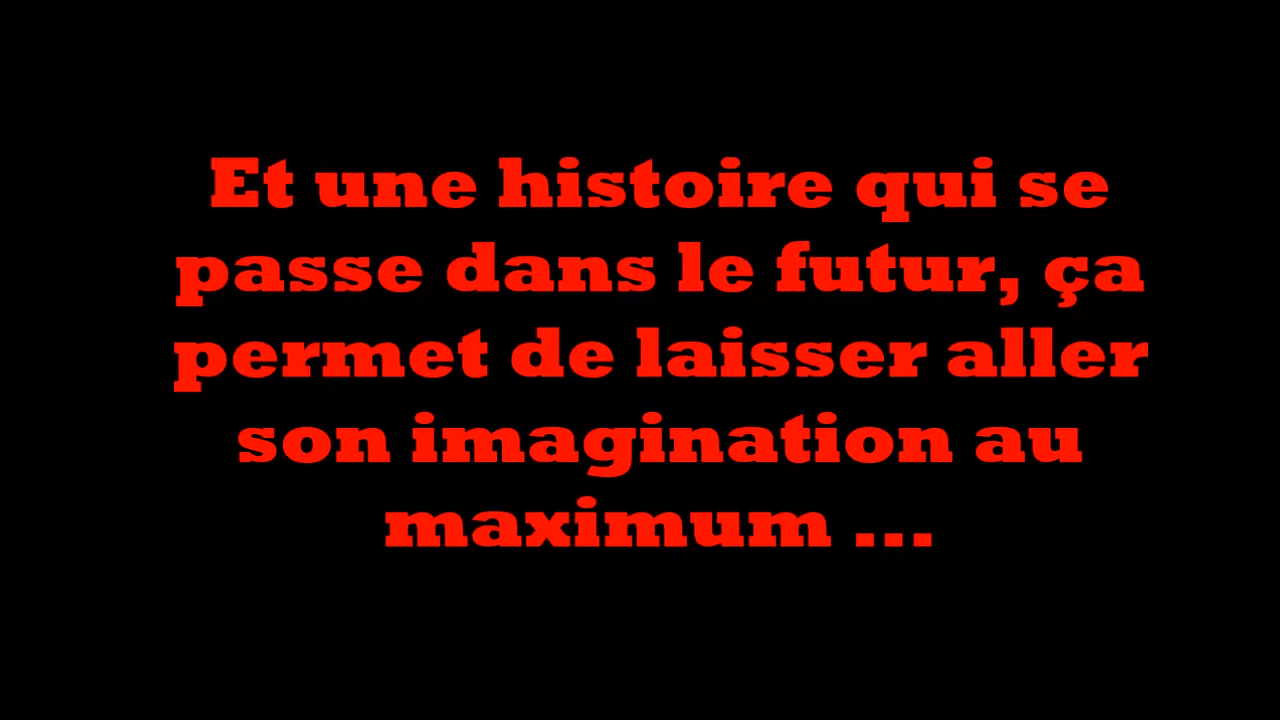 Et une histoire qui se
passe dans le futur, ça
permet de laisser aller
son imagination au
maximum ...